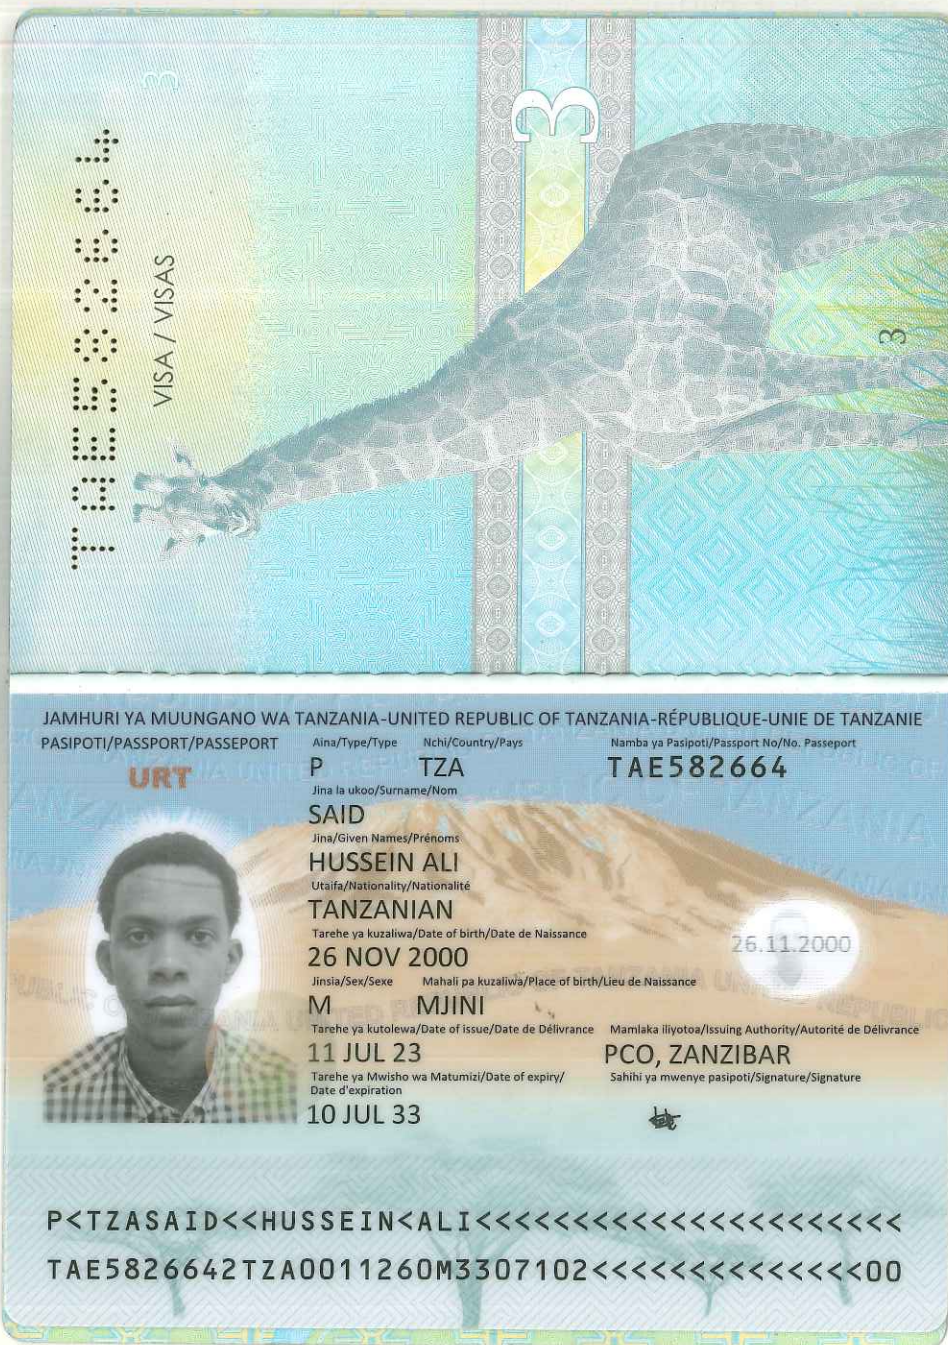 3
3
TAE582664
VISA / VISAS
3
JAMHURI YA MUUNGANO WA TANZANIA-UNITED REPUBLIC OF TANZANIA-RÉPUBLIQUE-UNIE DE TANZANIE
PASIPOTI/PASSPORT/PASSEPORT Aina/Type/Type Nchi/Country/Pays Namba ya Pasipoti/Passport No/No. Passeport
URT P TZA TAE582664
Jina la ukoo/Surname/Nom
SAID
Jina/Given Names/Prénoms
HUSSEIN ALI
Utaifa/Nationality/Nationalité
TANZANIAN
Tarehe ya kuzaliwa/Date of birth/Date de Naissance
26 NOV 2000 26.11.2000
Jinsia/Sex/Sexe Mahali pa kuzaliwa/Place of birth/Lieu de Naissance
M MJINI
Tarehe ya kutolewa/Date of issue/Date de Délivrance Mamlaka iliyotoa/Issuing Authority/Autorité de Délivrance
11 JUL 23 PCO, ZANZIBAR
Tarehe ya Mwisho wa Matumizi/Date of expiry/ Sahihi ya mwenye pasipoti/Signature/Signature
Date d'expiration
10 JUL 33
P<TZASAID<<HUSSEIN<ALI<<<<<<<<<<<<<<<<<<<<<<
TAE5826642TZA0011260M3307102<<<<<<<<<<<<<<00